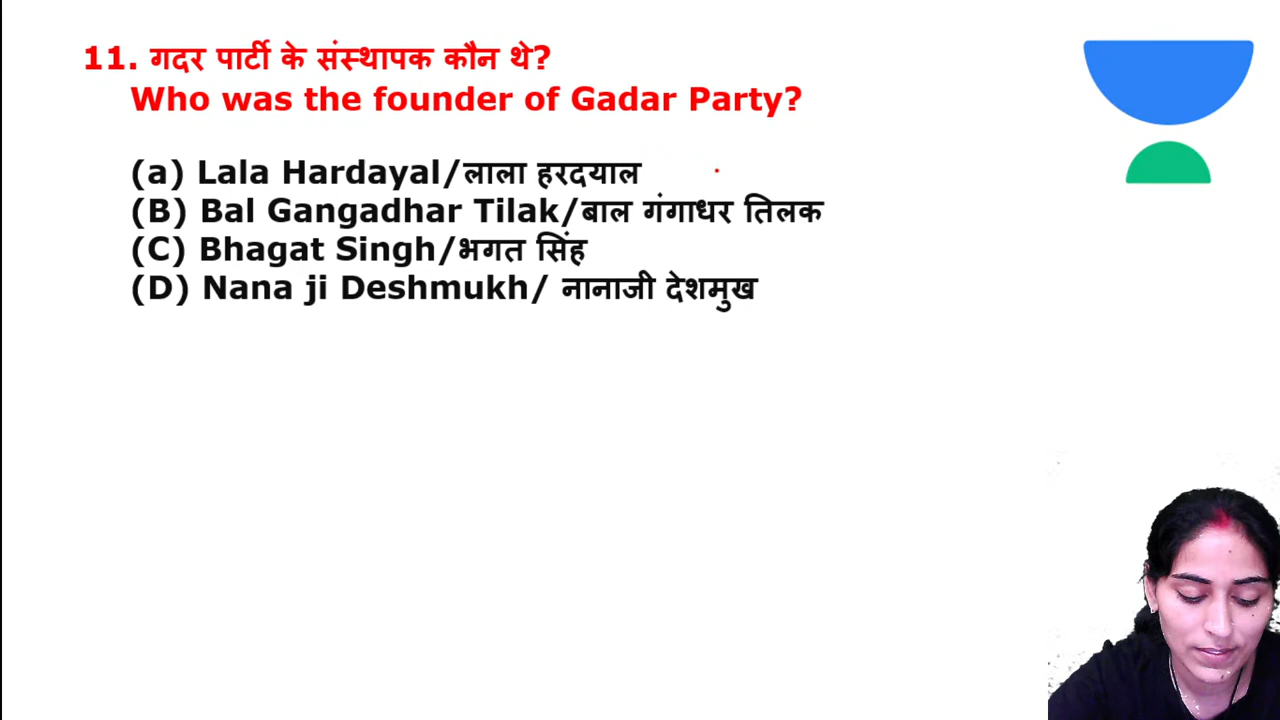 11. गदर पार्टी के संस्थापक कौन थे?
Who was the founder of Gadar Party?
(a) Lala Hardayal/लाला हरदयाल
(B) Bal Gangadhar Tilak/बाल गंगाधर तिलक
(C) Bhagat Singh/भगत सिंह
(D) Nana ji Deshmukh/ नानाजी देशमुख